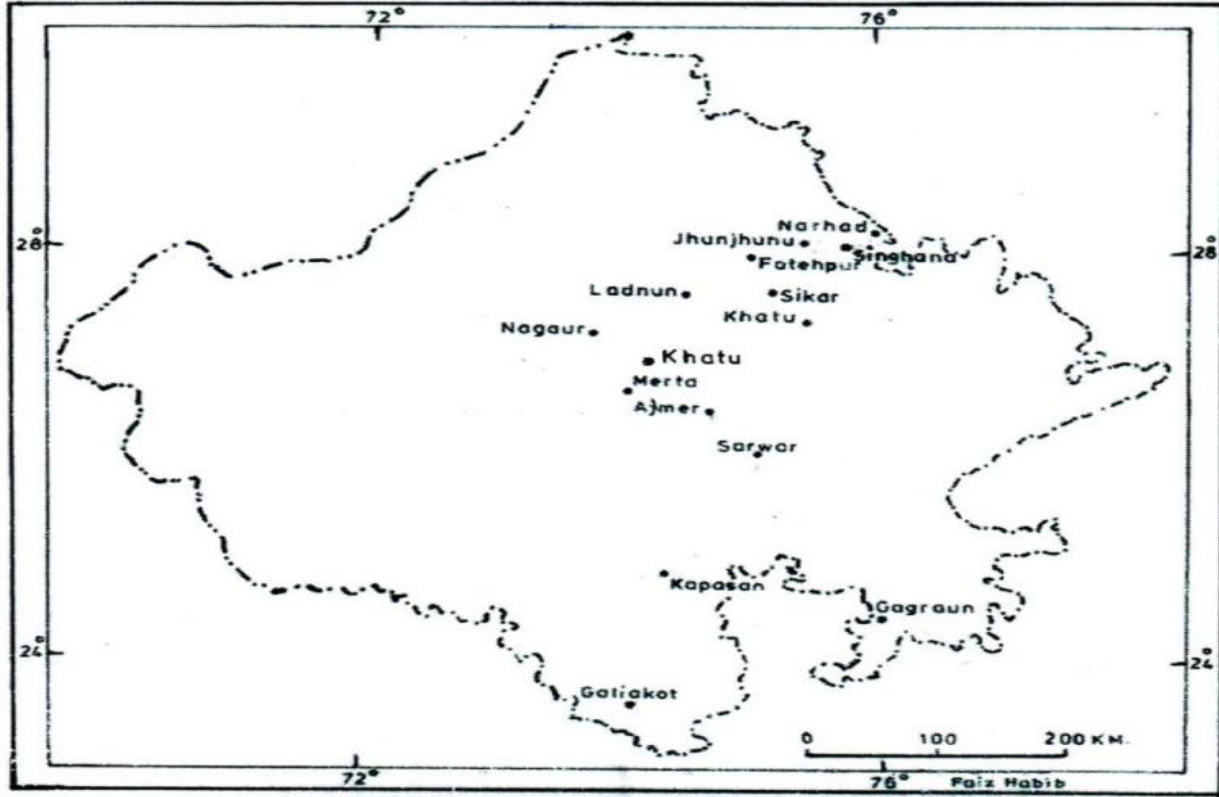 72° 76°
Narhad
28° Jhunjhunu 28°
Singhana
Fatehpur
Ladnun Sikar
Khatu
Nagaur
Khatu
Merta
Ajmer
Sarwar
Kapasan
Gagraun
24° 24°
Galiakot
0 100 200 KM.
72° 76° Faiz Habib